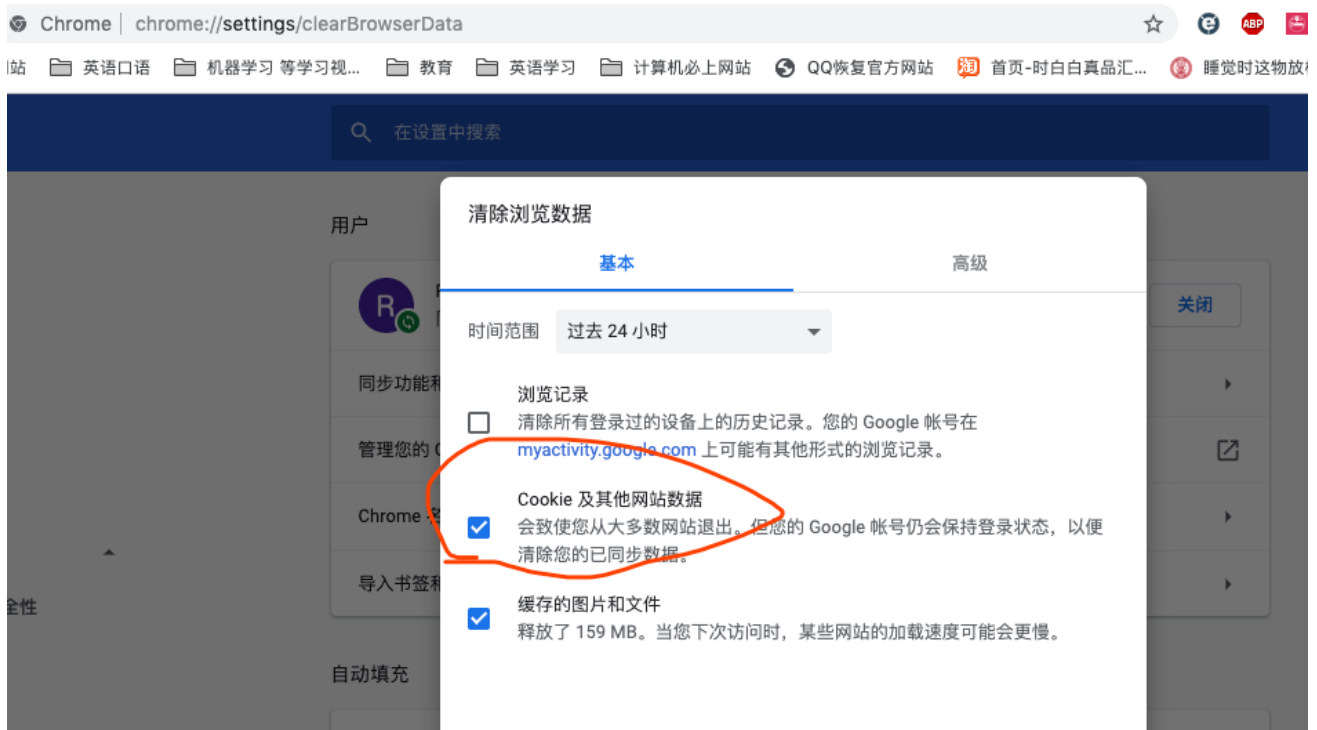 Chrome | chrome://settings/clearBrowserData
ABP
站 英语口语 机器学习 等学习视... 教育 英语学习 计算机必上网站 QQ恢复官方网站 淘 首页-时白白真品汇... 睡觉时这物放
在设置中搜索
用户
清除浏览数据
基本 高级
R
关闭
时间范围 过去 24 小时
同步功能和
浏览记录
清除所有登录过的设备上的历史记录。您的 Google 帐号在
管理您的 G
myactivity.google.com 上可能有其他形式的浏览记录。
Cookie 及其他网站数据
Chrome
会致使您从大多数网站退出。但您的 Google 帐号仍会保持登录状态，以便
清除您的已同步数据。
导入书签和
全性
缓存的图片和文件
释放了 159 MB。当您下次访问时，某些网站的加载速度可能会更慢。
自动填充